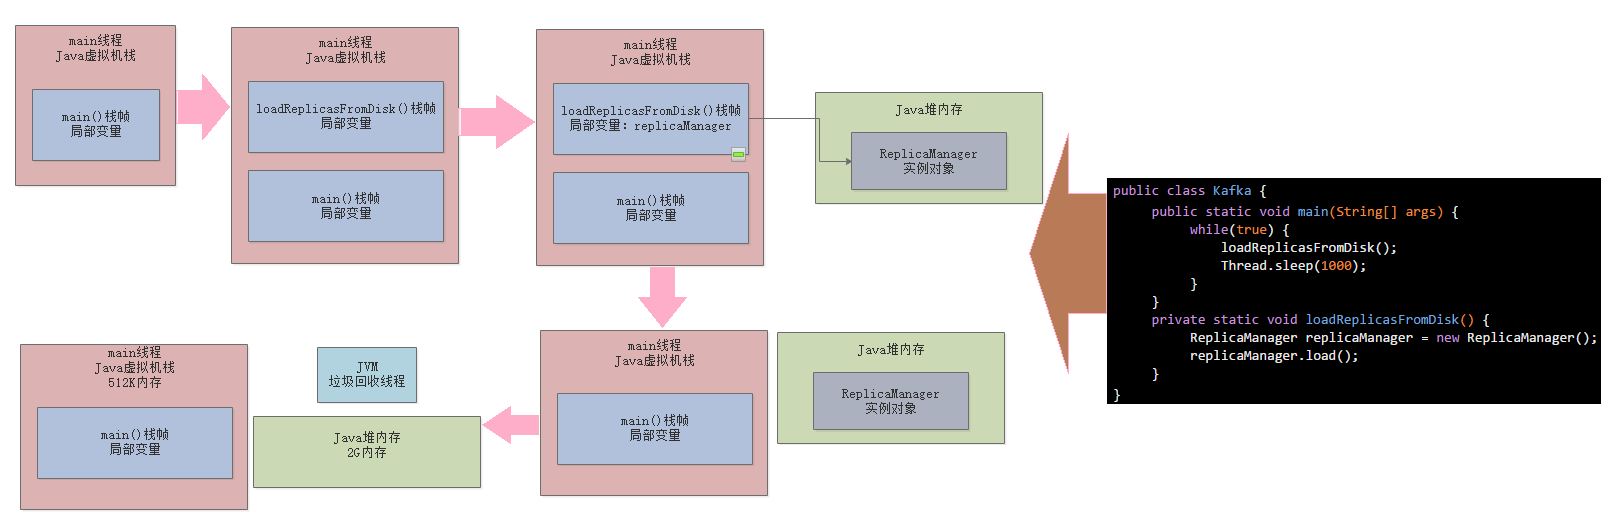 main线程
Java虚拟机栈
main()栈帧
局部变量
main线程
Java虚拟机栈
loadReplicasFromDisk()栈帧
局部变量
main()栈帧
局部变量
main线程
Java虚拟机栈
loadReplicasFromDisk()栈帧
局部变量：replicaManager
main()栈帧
局部变量
Java堆内存
ReplicaManager
实例对象
public class Kafka {
public static void main(String[] args) {
while(true) {
loadReplicasFromDisk();
Thread.sleep(1000);
}
}
private static void loadReplicasFromDisk() {
ReplicaManager replicaManager = new ReplicaManager();
replicaManager.load();
}
}
main线程
Java虚拟机栈
main()栈帧
局部变量
Java堆内存
ReplicaManager
实例对象
JVM
垃圾回收线程
Java堆内存
2G内存
main线程
Java虚拟机栈
512K内存
main()栈帧
局部变量